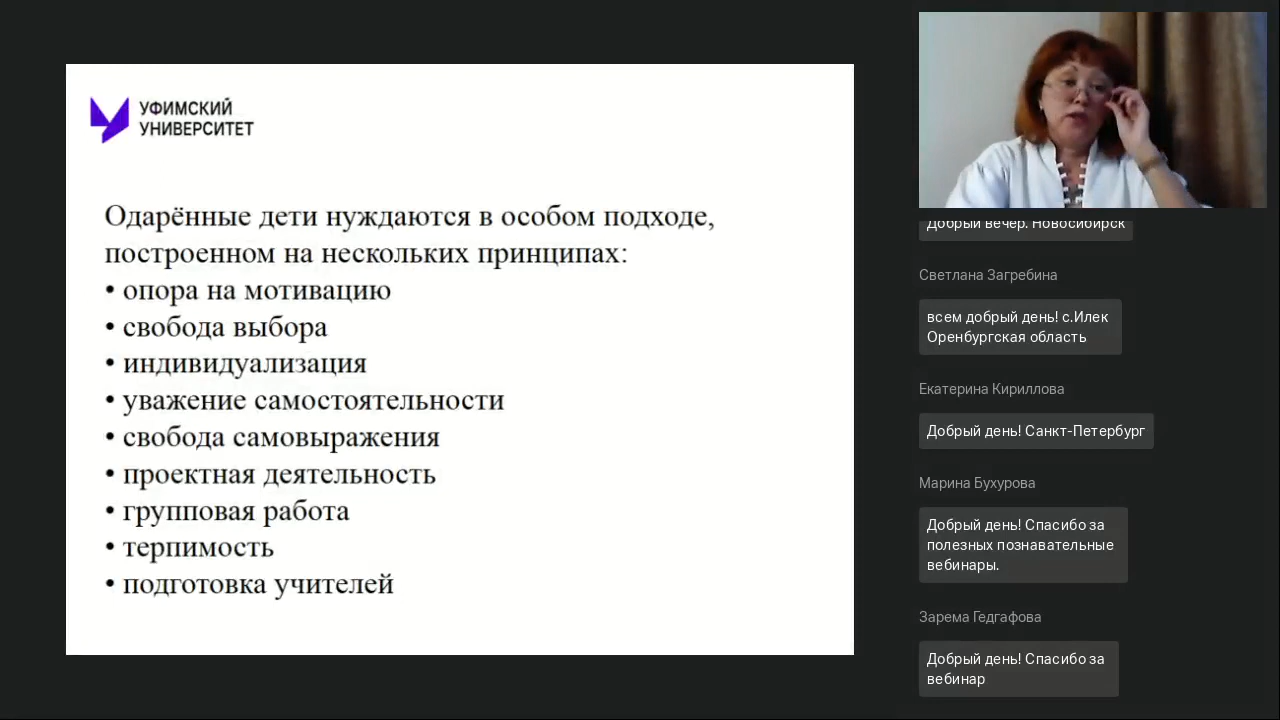 УФИМСКИЙ
УНИВЕРСИТЕТ
Одарённые дети нуждаются в особом подходе,
построенном на нескольких принципах:
• опора на мотивацию
• свобода выбора
• индивидуализация
• уважение самостоятельности
• свобода самовыражения
• проектная деятельность
• групповая работа
• терпимость
• подготовка учителей
Добрый вечер. Новосибирск
Светлана Загребина
всем добрый день! с.Илек
Оренбургская область
Екатерина Кириллова
Добрый день! Санкт-Петербург
Марина Бухурова
Добрый день! Спасибо за
полезных познавательные
вебинары.
Зарема Гедгафова
Добрый день! Спасибо за
вебинар